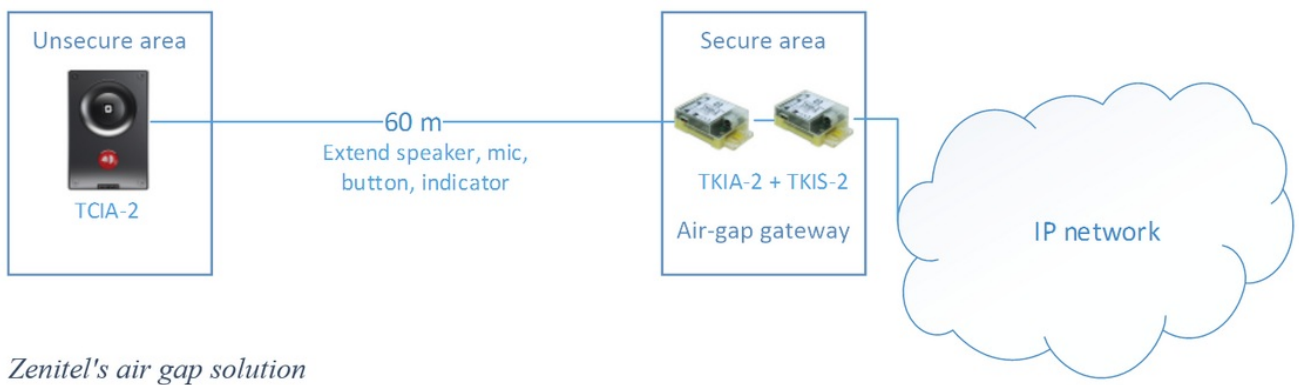 Unsecure area
TCIA-2
60 m
Extend speaker, mic,
button, indicator
Secure area
TKIA-2 + TKIS-2
Air-gap gateway
IP network
Zenitel's air gap solution